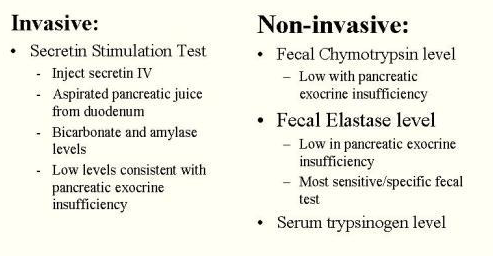 Invasive:
• Secretin Stimulation Test
- Inject secretin IV
- Aspirated pancreatic juice
from duodenum
- Bicarbonate and amylase
levels
- Low levels consistent with
pancreatic exocrine
insufficiency
Non-invasive:
• Fecal Chymotrypsin level
– Low with pancreatic
exocrine insufficiency
• Fecal Elastase level
– Low in pancreatic exocrine
insufficiency
– Most sensitive/specific fecal
test
• Serum trypsinogen level